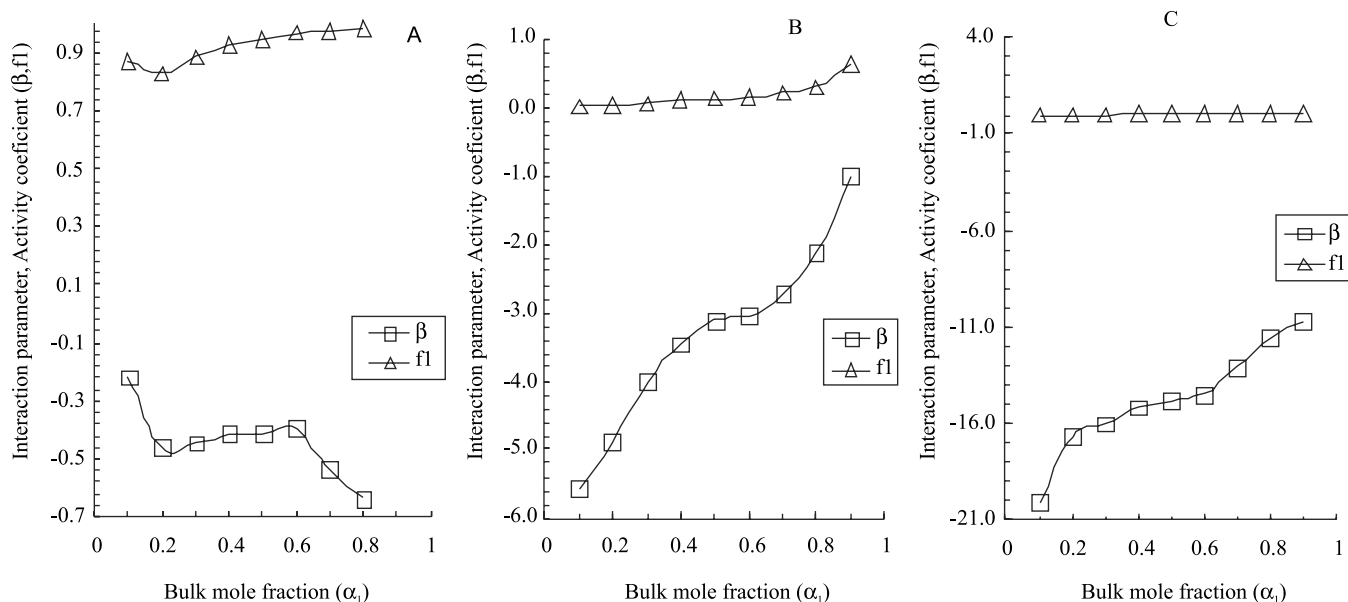 A
Interaction parameter, Activity coeficient (β,f1)
0.9
0.7
0.5
0.3
0.1
-0.1
-0.3
-0.5
-0.7
0
0.2
0.4
0.6
0.8
1
β
f1
Bulk mole fraction (α₁)
B
Interaction parameter, Activity coeficient (β,f1)
1.0
0.0
-1.0
-2.0
-3.0
-4.0
-5.0
-6.0
0
0.2
0.4
0.6
0.8
1
β
f1
Bulk mole fraction (α₁)
C
Interaction parameter, Activity coeficient (β,f1)
4.0
-1.0
-6.0
-11.0
-16.0
-21.0
0
0.2
0.4
0.6
0.8
1
β
f1
Bulk mole fraction (α₁)